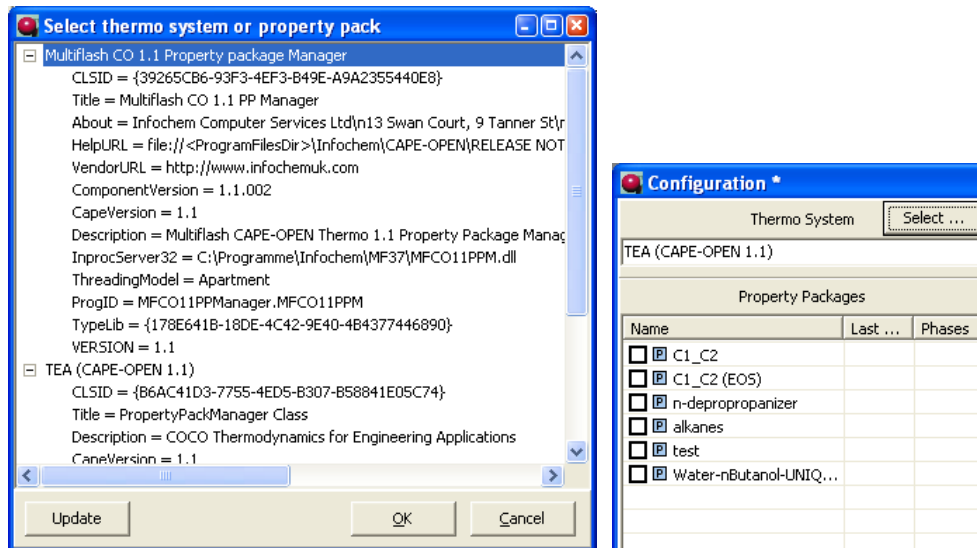 Select thermo system or property pack
Multiflash CO 1.1 Property package Manager
CLSID = {39265CB6-93F3-4EF3-B49E-A9A2355440E8}
Title = Multiflash CO 1.1 PP Manager
About = Infochem Computer Services Ltd\n13 Swan Court, 9 Tanner St\r
HelpURL = file://<ProgramFilesDir>\Infochem\CAPE-OPEN\RELEASE NOT
VendorURL = http://www.infochemuk.com
ComponentVersion = 1.1.002
CapeVersion = 1.1
Description = Multiflash CAPE-OPEN Thermo 1.1 Property Package Manag
InprocServer32 = C:\Programme\Infochem\MF37\MFCO11PPM.dll
ThreadingModel = Apartment
ProgID = MFCO11PPManager.MFCO11PPM
TypeLib = {178E641B-18DE-4C42-9E40-4B4377446890}
VERSION = 1.1
TEA (CAPE-OPEN 1.1)
CLSID = {B6AC41D3-7755-4ED5-B307-B58841E05C74}
Title = PropertyPackManager Class
Description = COCO Thermodynamics for Engineering Applications
CapeVersion = 1.1
Update OK Cancel
Configuration *
Thermo System Select ...
TEA (CAPE-OPEN 1.1)
Property Packages
Name Last ... Phases
P C1_C2
P C1_C2 (EOS)
P n-depropropanizer
P alkanes
P test
P Water-nButanol-UNIQ...